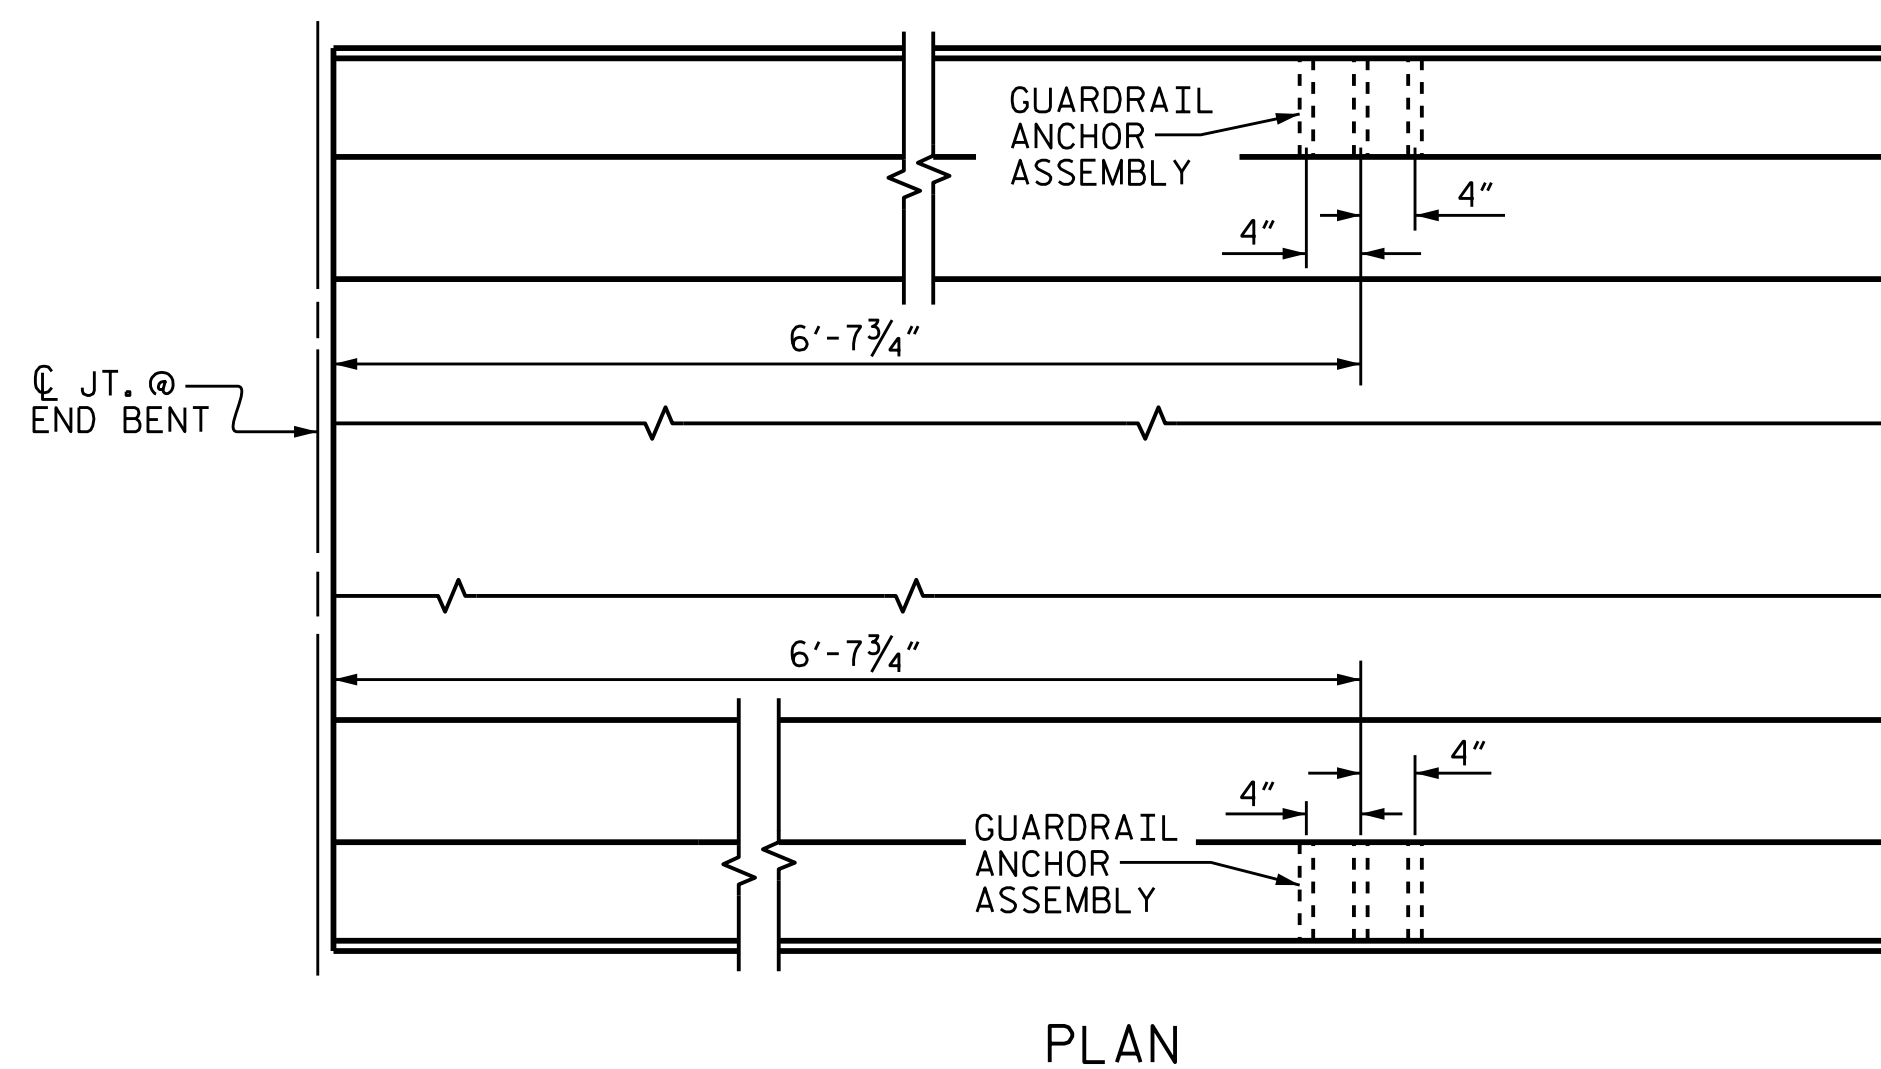 GUARDRAIL
ANCHOR
ASSEMBLY
4"
4"
6'-7¾"
℄ JT. @
END BENT
6'-7¾"
4"
4"
GUARDRAIL
ANCHOR
ASSEMBLY
PLAN